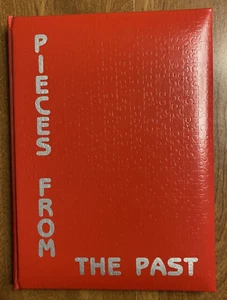 PIECES FROM
THE PAST